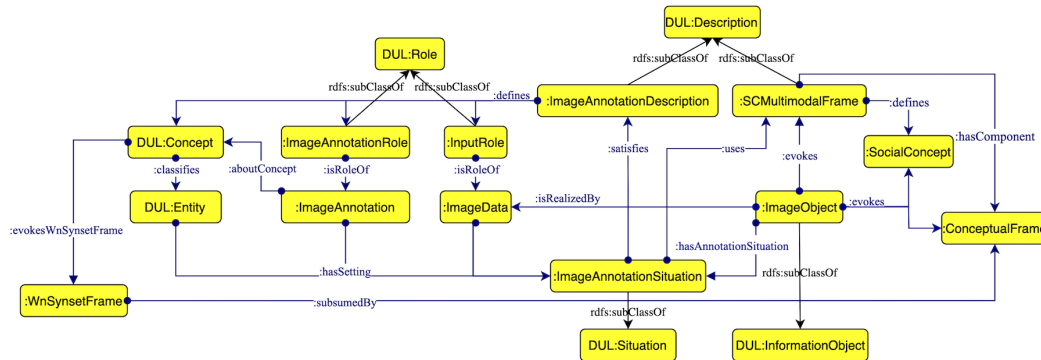 DUL:Description
DUL:Role
rdfs:subClassOf
rdfs:subClassOf
rdfs:subClassOf
rdfs:subClassOf
:defines
:ImageAnnotationDescription
:SCMultimodalFrame
:defines
DUL:Concept
:ImageAnnotationRole
:InputRole
:satisfies
:uses
:evokes
:SocialConcept
:hasComponent
:classifies
:aboutConcept
:isRoleOf
:isRoleOf
DUL:Entity
:ImageAnnotation
:ImageData
:isRealizedBy
:ImageObject
:evokes
:evokesWnSynsetFrame
:ConceptualFrame
:hasAnnotationSituation
:hasSetting
:ImageAnnotationSituation
rdfs:subClassOf
:WnSynsetFrame
:subsumedBy
rdfs:subClassOf
DUL:Situation
DUL:InformationObject